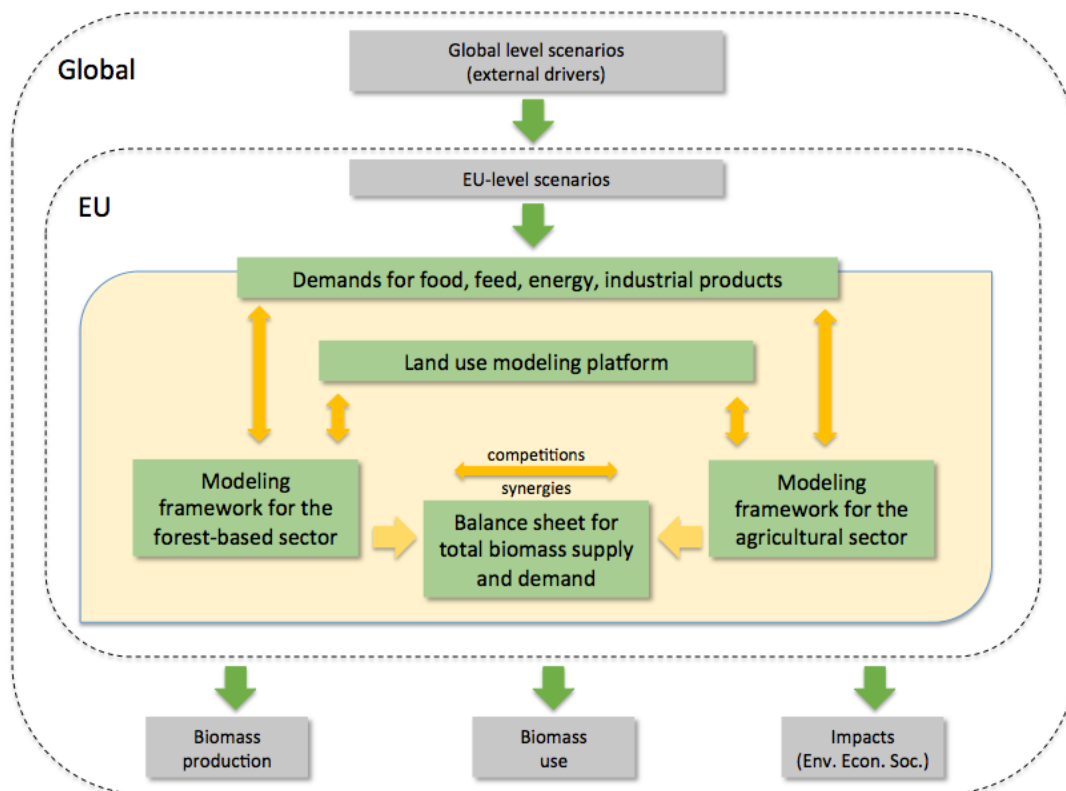 Global level scenarios
(external drivers)
Global
EU-level scenarios
EU
Demands for food, feed, energy, industrial products
Land use modeling platform
competitions
synergies
Modeling
framework for the
forest-based sector
Balance sheet for
total biomass supply
and demand
Modeling
framework for the
agricultural sector
Biomass
production
Biomass
use
Impacts
(Env. Econ. Soc.)